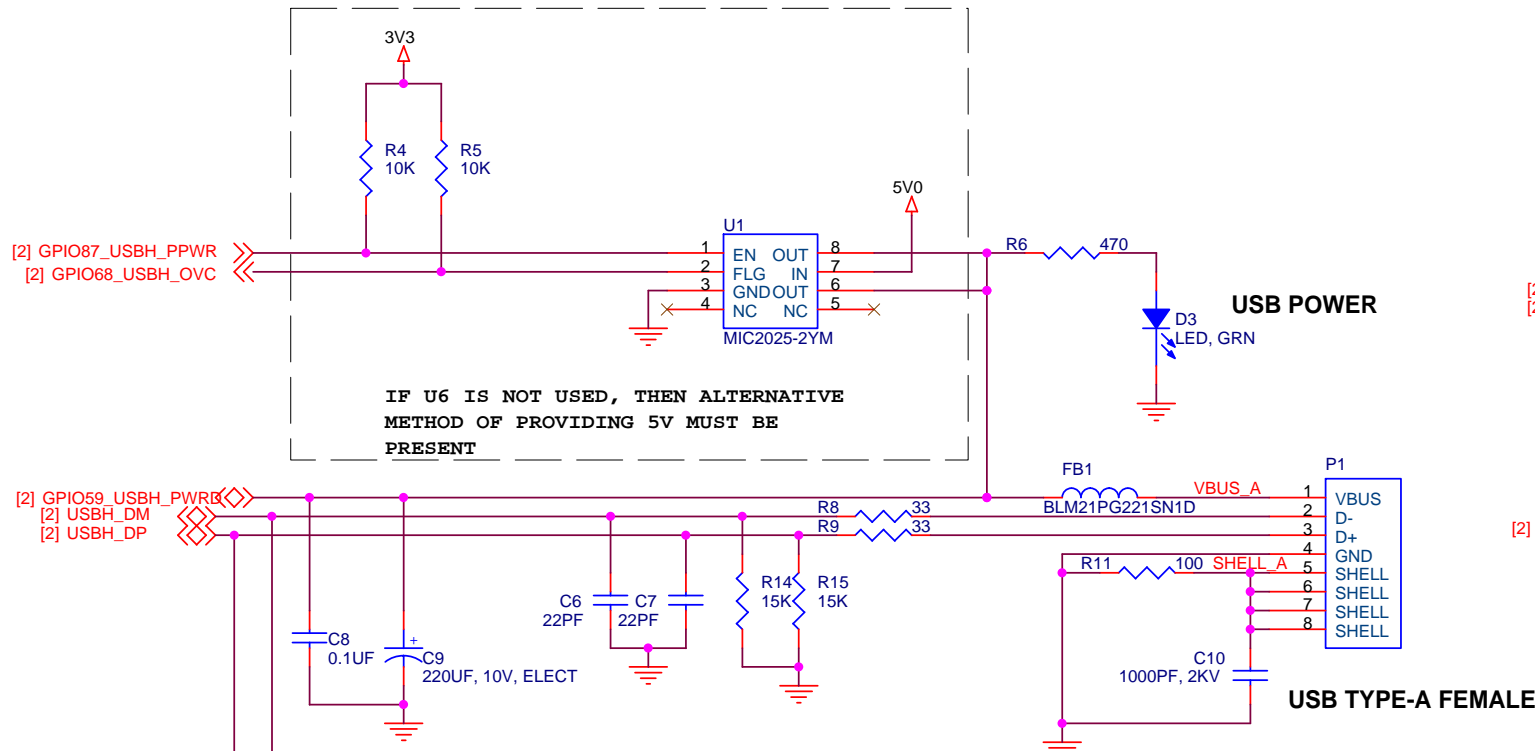 3V3
R4
10K
R5
10K
5V0
U1
[2] GPIO87_USBH_PPWR
[2] GPIO68_USBH_OVC
1 EN OUT 8
2 FLG IN 7
3 GND OUT 6
4 NC NC 5
MIC2025-2YM
R6 470
USB POWER
D3
LED, GRN
IF U6 IS NOT USED, THEN ALTERNATIVE
METHOD OF PROVIDING 5V MUST BE
PRESENT
[2] GPIO59_USBH_PWRD
[2] USBH_DM
[2] USBH_DP
R8 33
R9 33
FB1
BLM21PG221SN1D
VBUS_A
P1
1 VBUS
2 D-
3 D+
4 GND
5 SHELL
6 SHELL
7 SHELL
8 SHELL
R11 100 SHELL_A
[2]
C8
0.1UF
+
C9
220UF, 10V, ELECT
C6
22PF
C7
22PF
R14
15K
R15
15K
C10
1000PF, 2KV
USB TYPE-A FEMALE